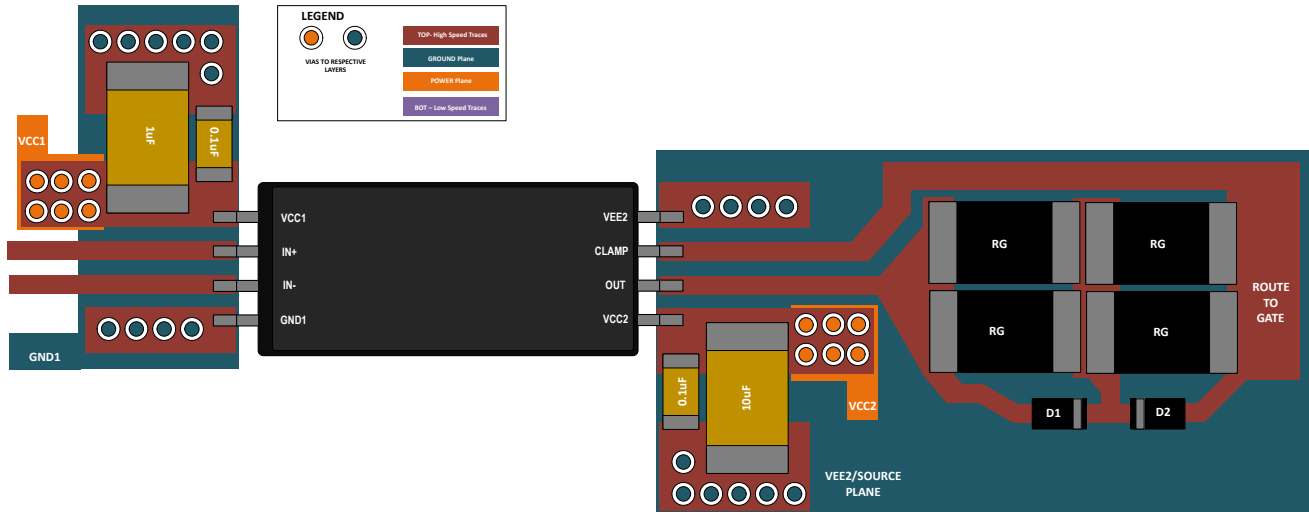 LEGEND
VIAS TO RESPECTIVE
LAYERS
TOP- High Speed Traces
GROUND Plane
POWER Plane
BOT – Low Speed Traces
VCC1
1uF
0.1uF
VCC1
IN+
IN-
GND1
VEE2
CLAMP
OUT
VCC2
GND1
0.1uF
10uF
VCC2
VEE2/SOURCE
PLANE
RG
RG
RG
RG
D1
D2
ROUTE
TO
GATE